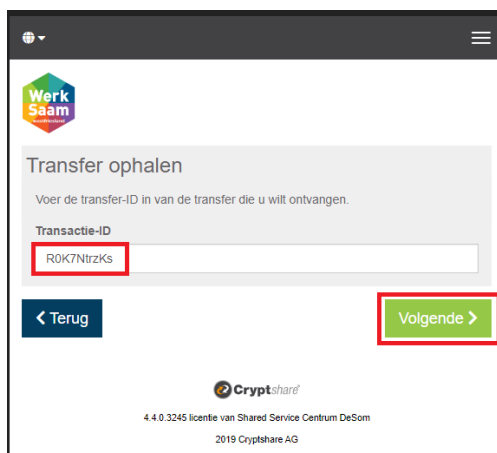 Werk
Saam
westfriesland
Transfer ophalen
Voer de transfer-ID in van de transfer die u wilt ontvangen.
Transactie-ID
R0K7NtrzKs
Terug
Volgende
Cryptshare
4.4.0.3245 licentie van Shared Service Centrum DeSom
2019 Cryptshare AG